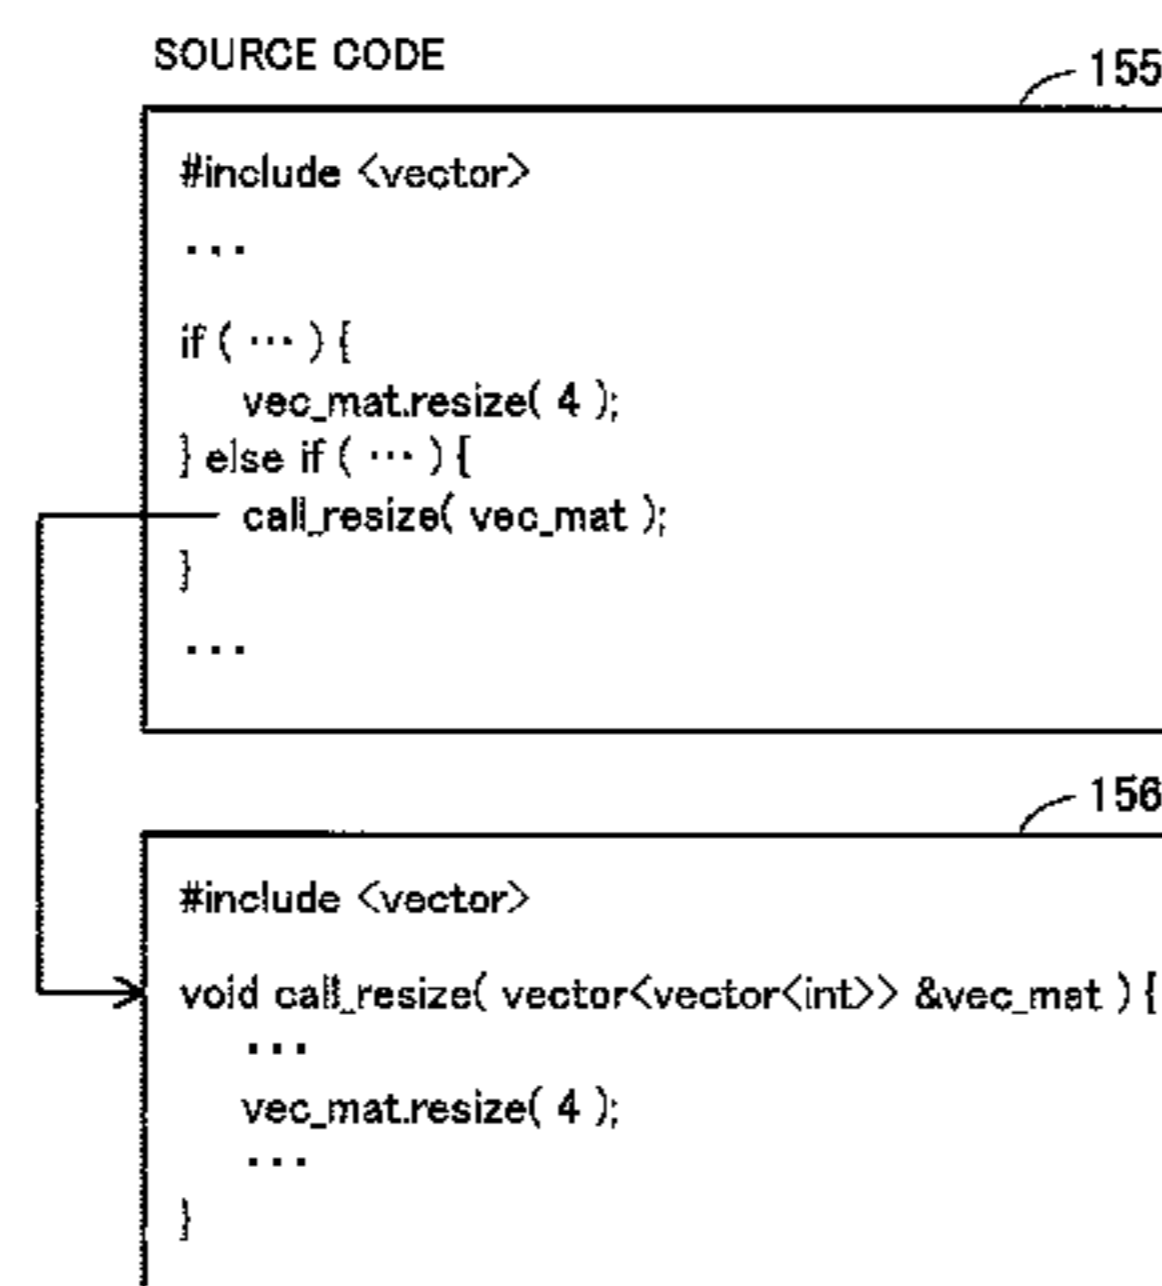 SOURCE CODE
155
#include <vector>
...
if ( ... ) {
vec_mat.resize( 4 );
} else if ( ... ) {
call_resize( vec_mat );
}
...
156
#include <vector>
void call_resize( vector<vector<int>> &vec_mat ) {
...
vec_mat.resize( 4 );
...
}